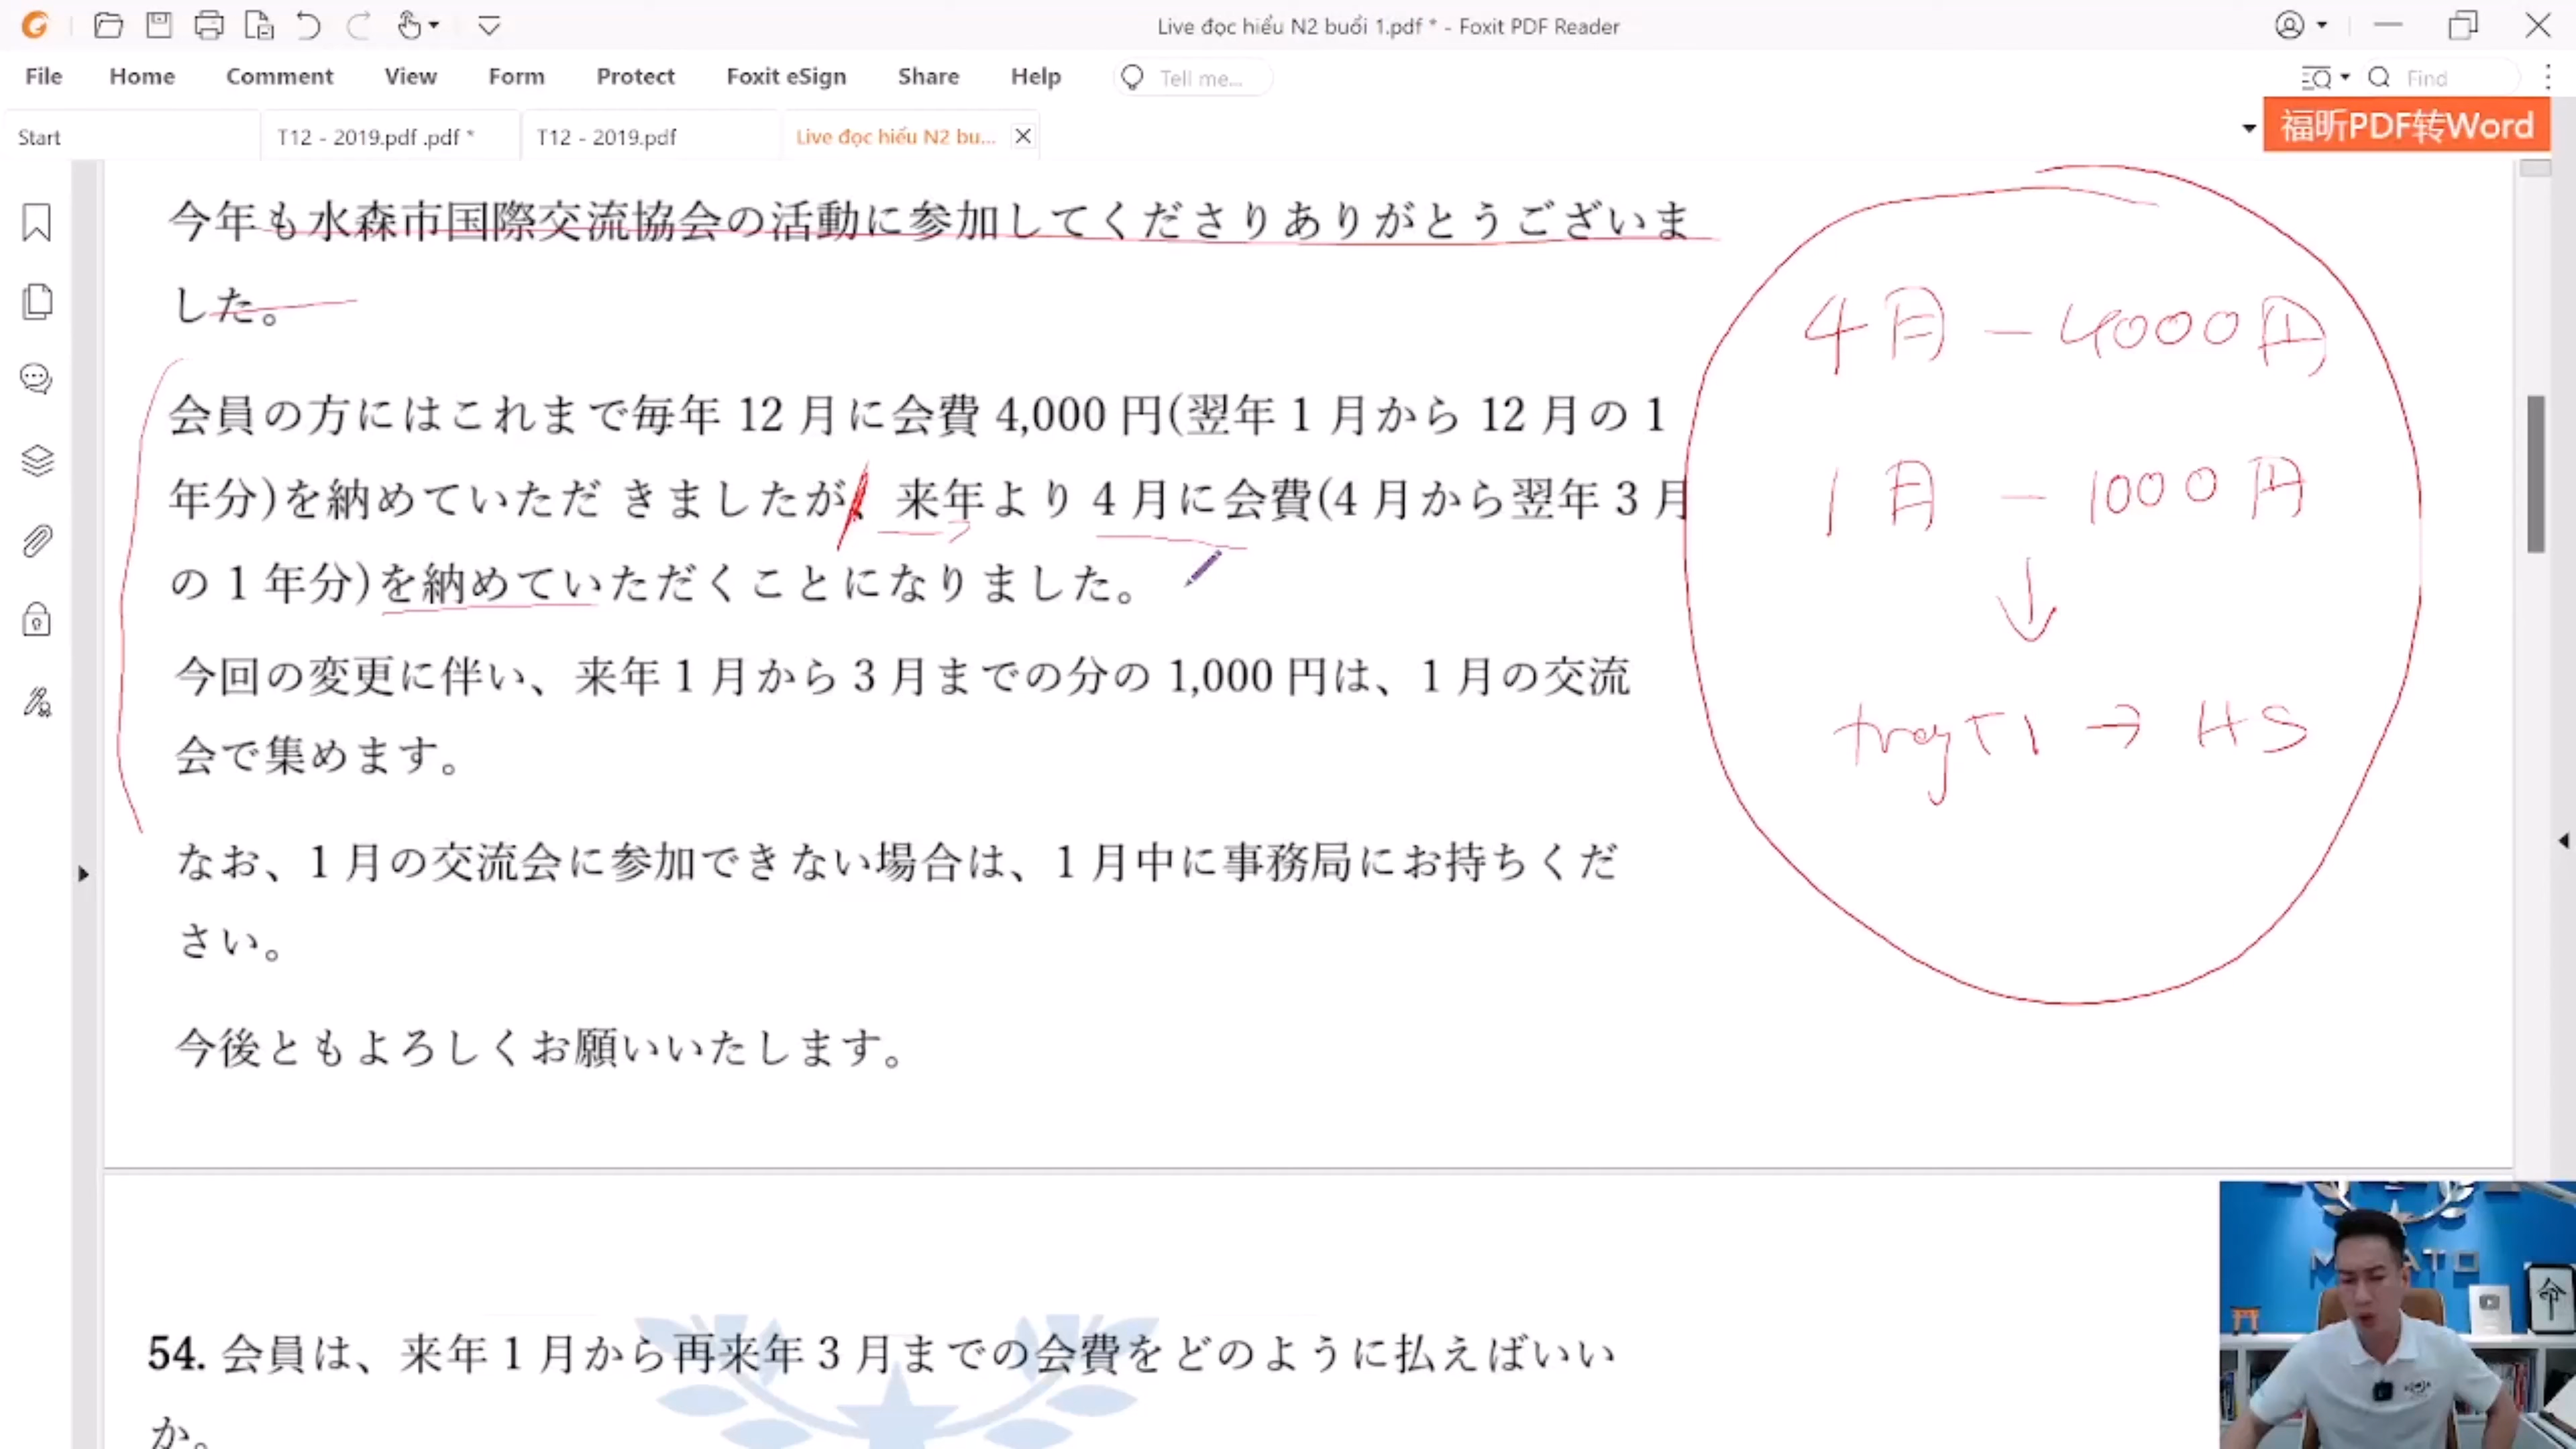 Live đọc hiểu N2 buổi 1.pdf * - Foxit PDF Reader
File Home Comment View Form Protect Foxit eSign Share Help Tell me... Find
Start T12 - 2019.pdf .pdf * T12 - 2019.pdf Live đọc hiểu N2 bu... 福昕PDF转Word
今年も水森市国際交流協会の活動に参加してくださりありがとうございま
した。
会員の方にはこれまで毎年 12 月に会費 4,000 円(翌年 1 月から 12 月の 1
年分)を納めていただ きましたが、来年より 4 月に会費(4 月から翌年 3 月
の 1 年分)を納めていただくことになりました。
今回の変更に伴い、来年 1 月から 3 月までの分の 1,000 円は、1 月の交流
会で集めます。
なお、1 月の交流会に参加できない場合は、1 月中に事務局にお持ちくだ
さい。
今後ともよろしくお願いいたします。
4月 – 4000円
1月 – 1000円
↓
T1 → HS
54. 会員は、来年 1 月から再来年 3 月までの会費をどのように払えばいい
か。